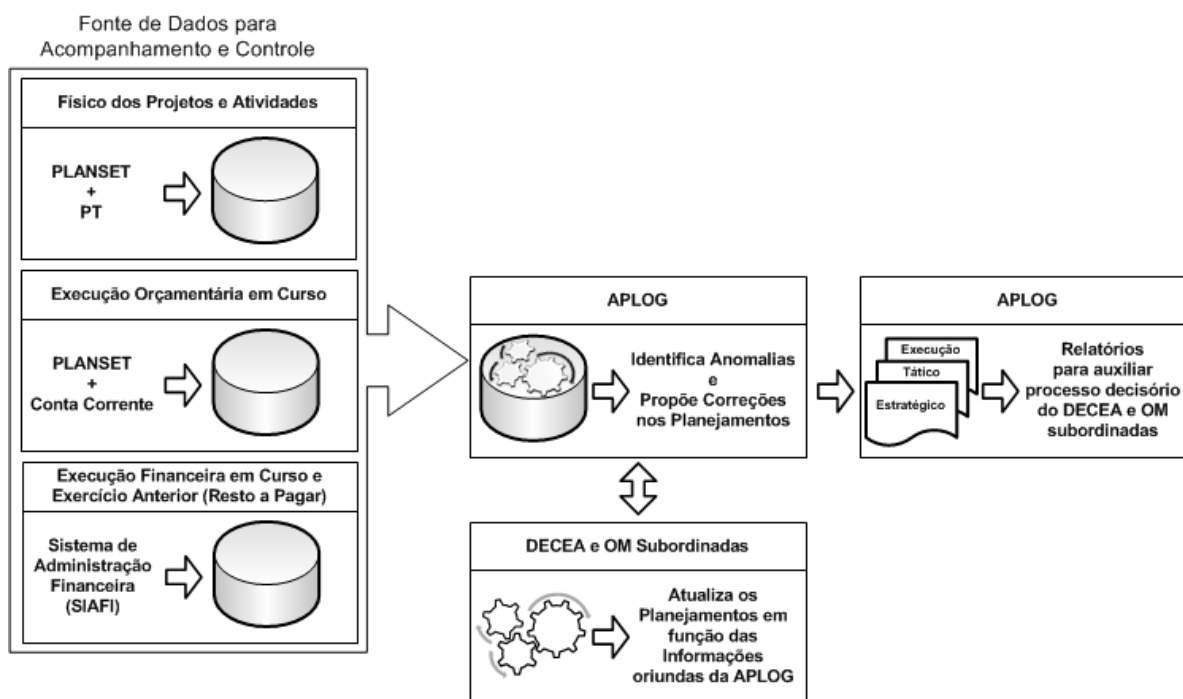 Fonte de Dados para
Acompanhamento e Controle
Físico dos Projetos e Atividades
PLANSET
+
PT
Execução Orçamentária em Curso
PLANSET
+
Conta Corrente
Execução Financeira em Curso e
Exercício Anterior (Resto a Pagar)
Sistema de
Administração
Financeira
(SIAFI)
APLOG
Identifica Anomalias
e
Propõe Correções
nos Planejamentos
DECEA e OM Subordinadas
Atualiza os
Planejamentos em
função das
Informações
oriundas da APLOG
APLOG
Execução
Tático
Estratégico
Relatórios
para auxiliar
processo decisório
do DECEA e OM
subordinadas